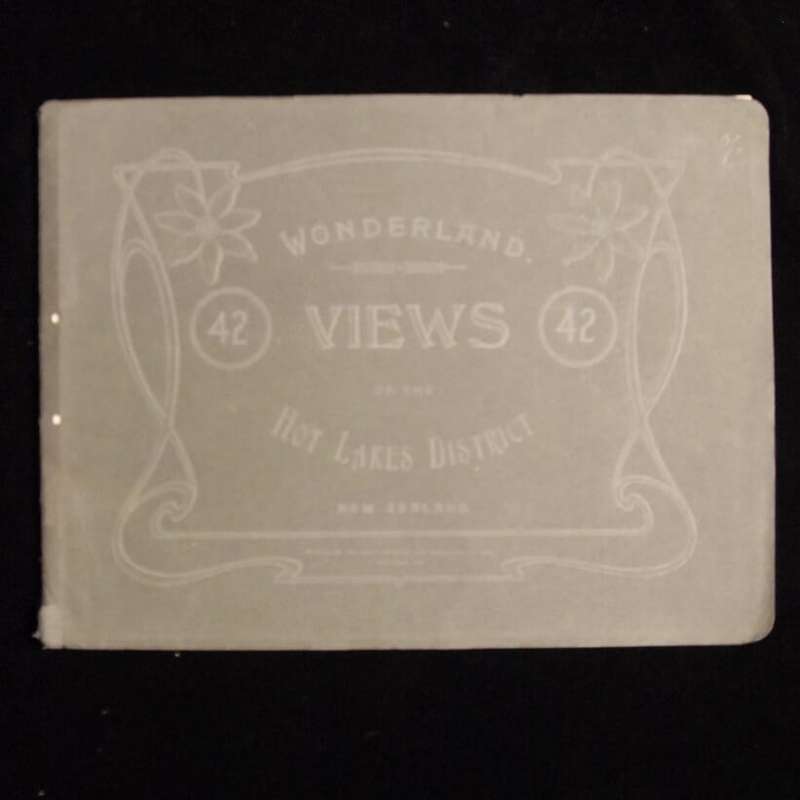 WONDERLAND.
42 VIEWS 42
OF THE
HOT LAKES DISTRICT
NEW ZEALAND